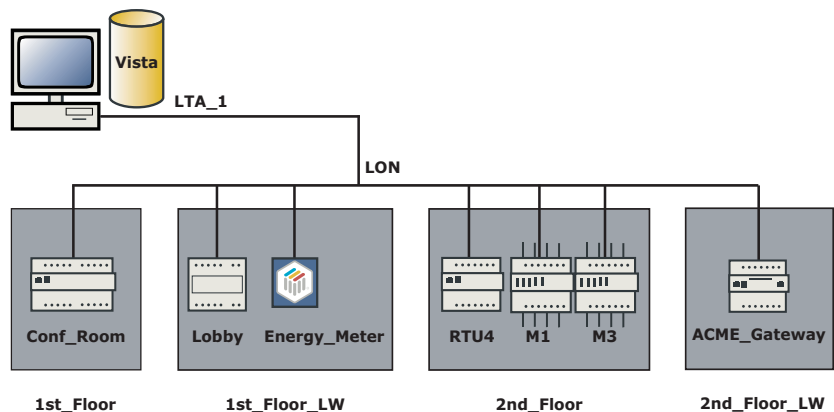 Vista
LTA_1
LON
Conf_Room
Lobby
Energy_Meter
RTU4
M1
M3
ACME_Gateway
1st_Floor
1st_Floor_LW
2nd_Floor
2nd_Floor_LW